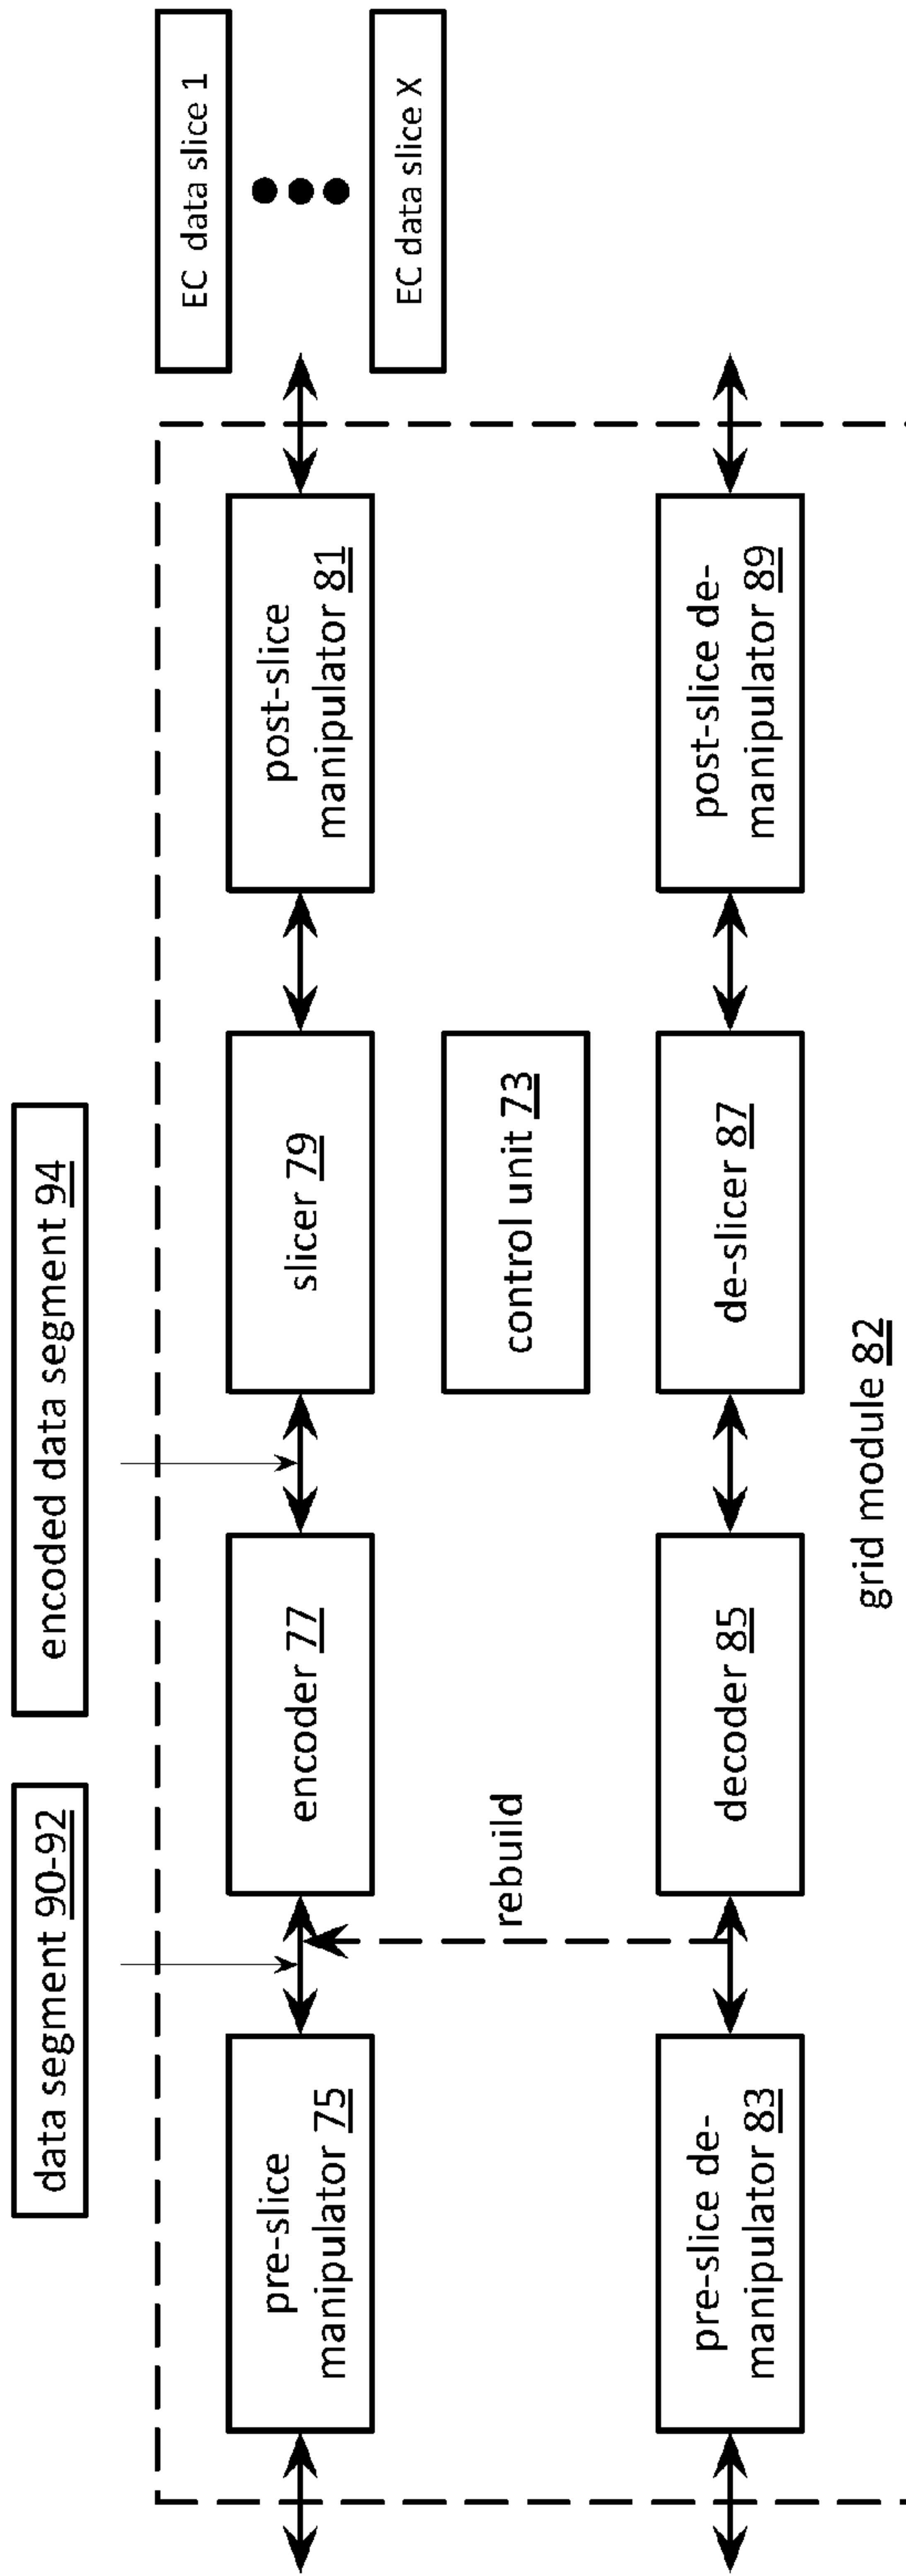 data segment 90-92
encoded data segment 94
EC data slice 1
EC data slice X
pre-slice
manipulator 75
encoder 77
slicer 79
post-slice
manipulator 81
rebuild
control unit 73
pre-slice de-
manipulator 83
decoder 85
de-slicer 87
post-slice de-
manipulator 89
grid module 82